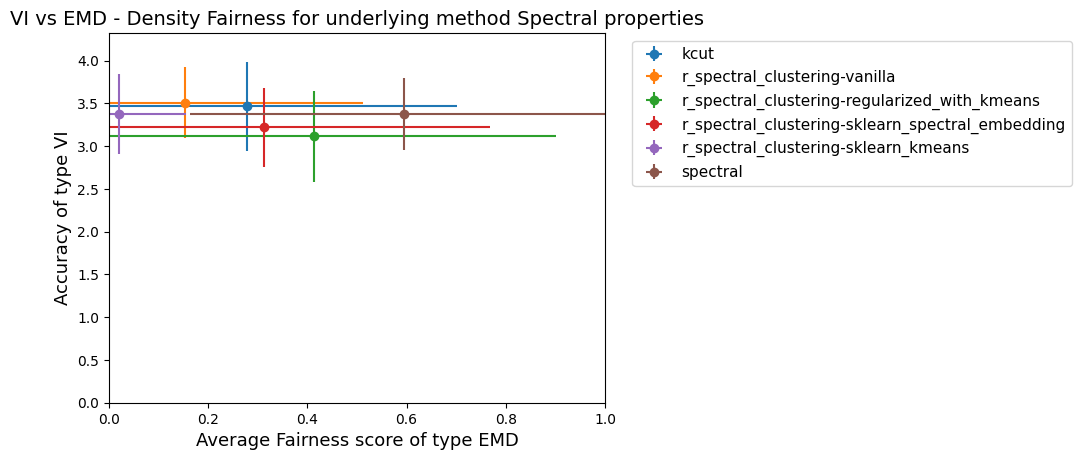 VI vs EMD - Density Fairness for underlying method Spectral properties
Accuracy of type VI
4.0
3.5
3.0
2.5
2.0
1.5
1.0
0.5
0.0
0.0 0.2 0.4 0.6 0.8 1.0
Average Fairness score of type EMD
kcut
r_spectral_clustering-vanilla
r_spectral_clustering-regularized_with_kmeans
r_spectral_clustering-sklearn_spectral_embedding
r_spectral_clustering-sklearn_kmeans
spectral